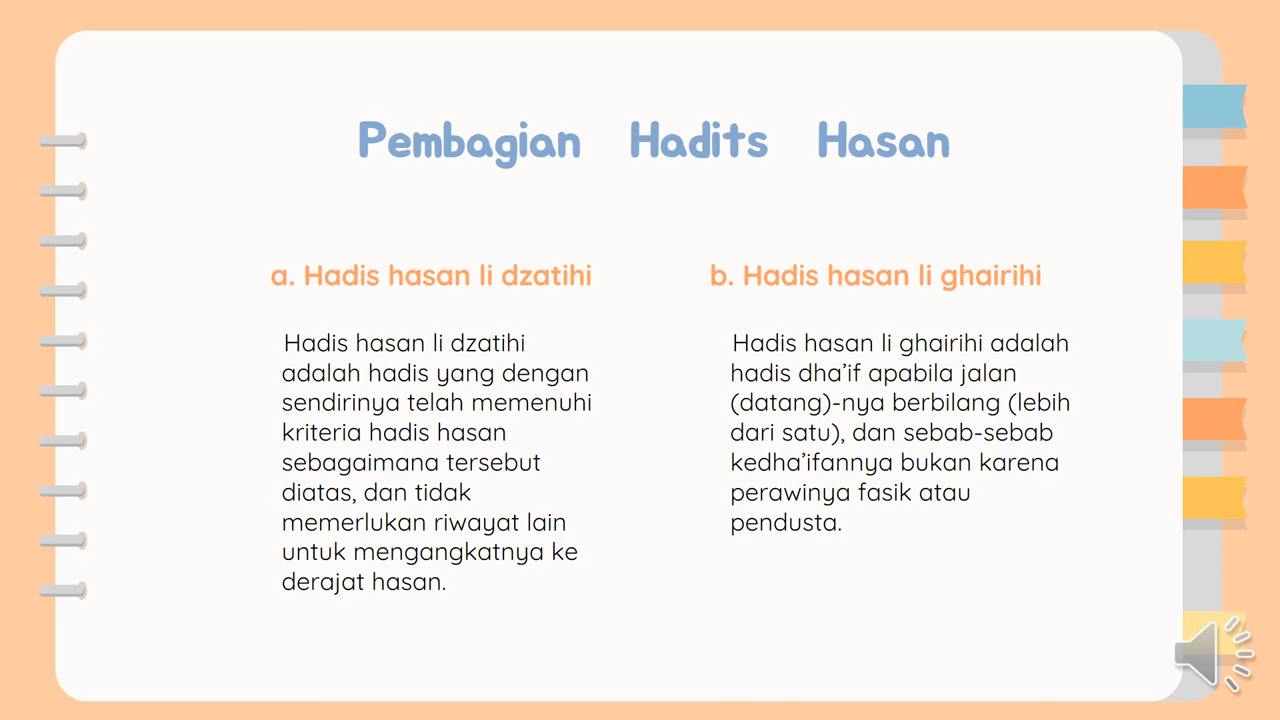 Pembagian Hadits Hasan
a. Hadis hasan li dzatihi
Hadis hasan li dzatihi
adalah hadis yang dengan
sendirinya telah memenuhi
kriteria hadis hasan
sebagaimana tersebut
diatas, dan tidak
memerlukan riwayat lain
untuk mengangkatnya ke
derajat hasan.
b. Hadis hasan li ghairihi
Hadis hasan li ghairihi adalah
hadis dha’if apabila jalan
(datang)-nya berbilang (lebih
dari satu), dan sebab-sebab
kedha’ifannya bukan karena
perawinya fasik atau
pendusta.